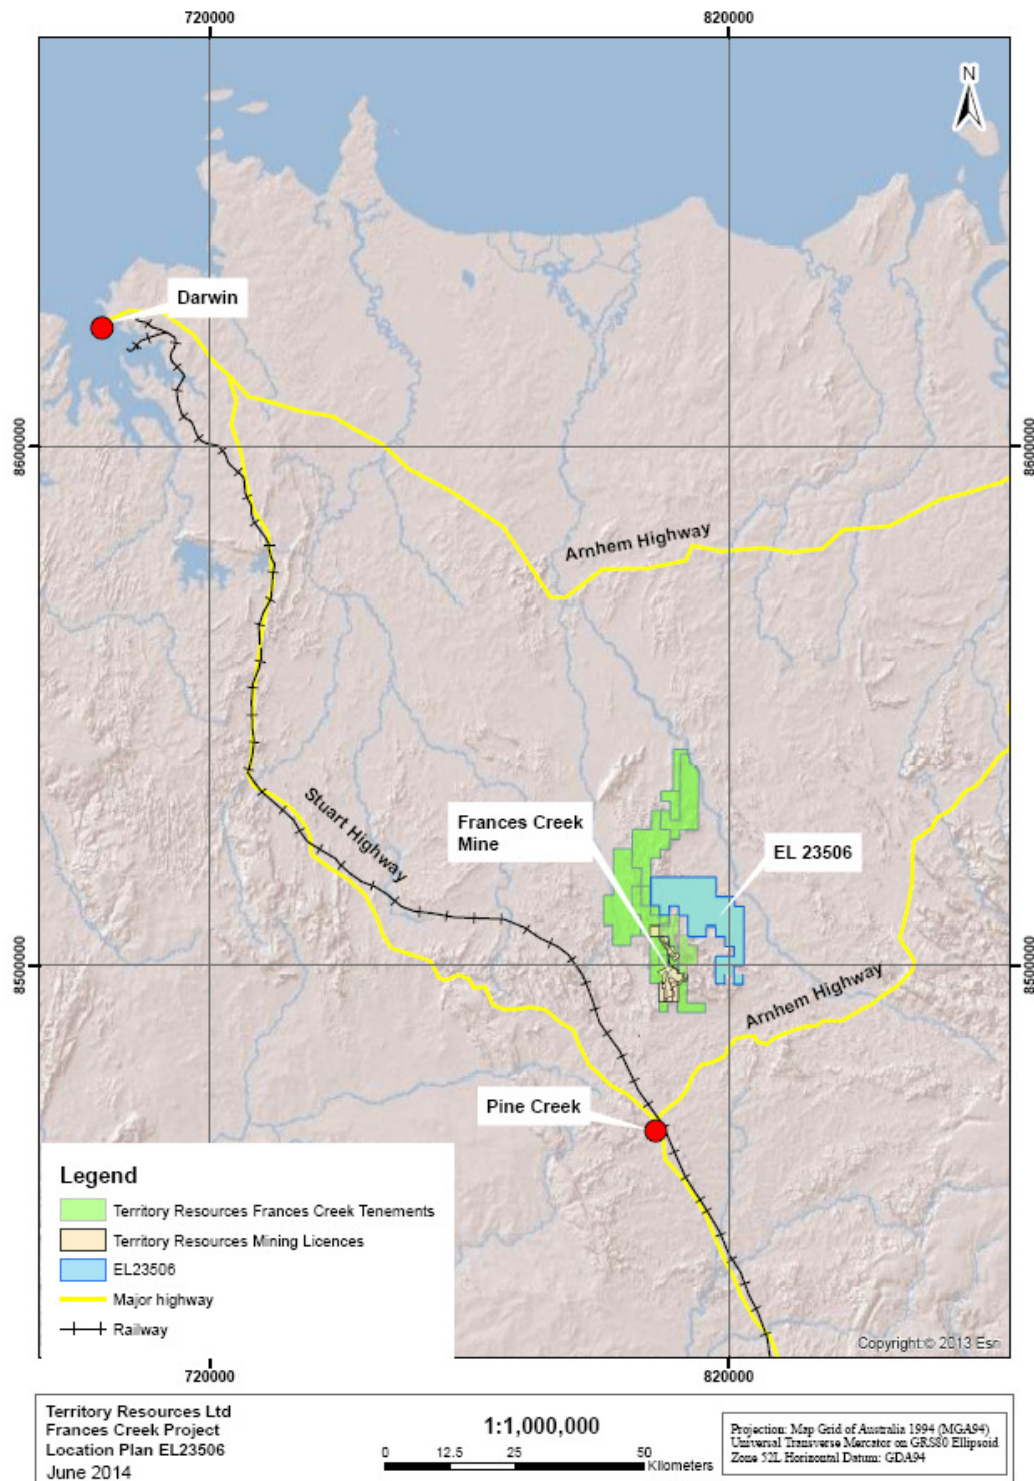 720000
820000
N
Darwin
8600000
8600000
Arnhem Highway
Stuart Highway
Frances Creek
Mine
EL 23506
8500000
8500000
Arnhem Highway
Pine Creek
Legend
Territory Resources Frances Creek Tenements
Territory Resources Mining Licences
EL23506
Major highway
Railway
Copyright:© 2013 Esri
720000
820000
Territory Resources Ltd
Frances Creek Project
Location Plan EL23506
June 2014
1:1,000,000
0 12.5 25 50
Kilometers
Projection: Map Grid of Australia 1994 (MGA94)
Universal Transverse Mercator on GRS80 Ellipsoid
Zone 52L Horizontal Datum: GDA94